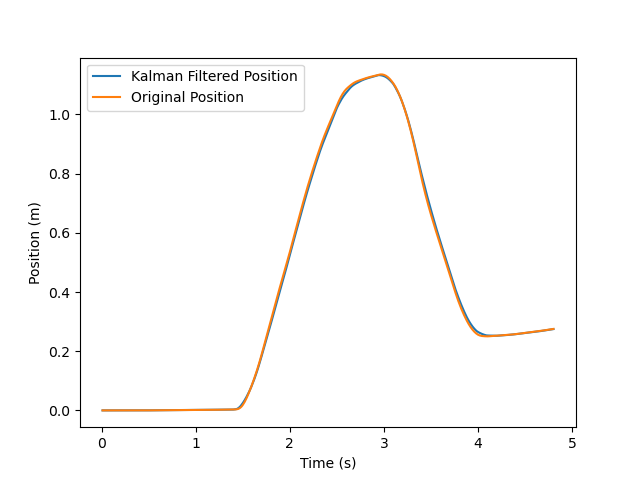 Kalman Filtered Position
Original Position
Position (m)
1.0
0.8
0.6
0.4
0.2
0.0
0 1 2 3 4 5
Time (s)